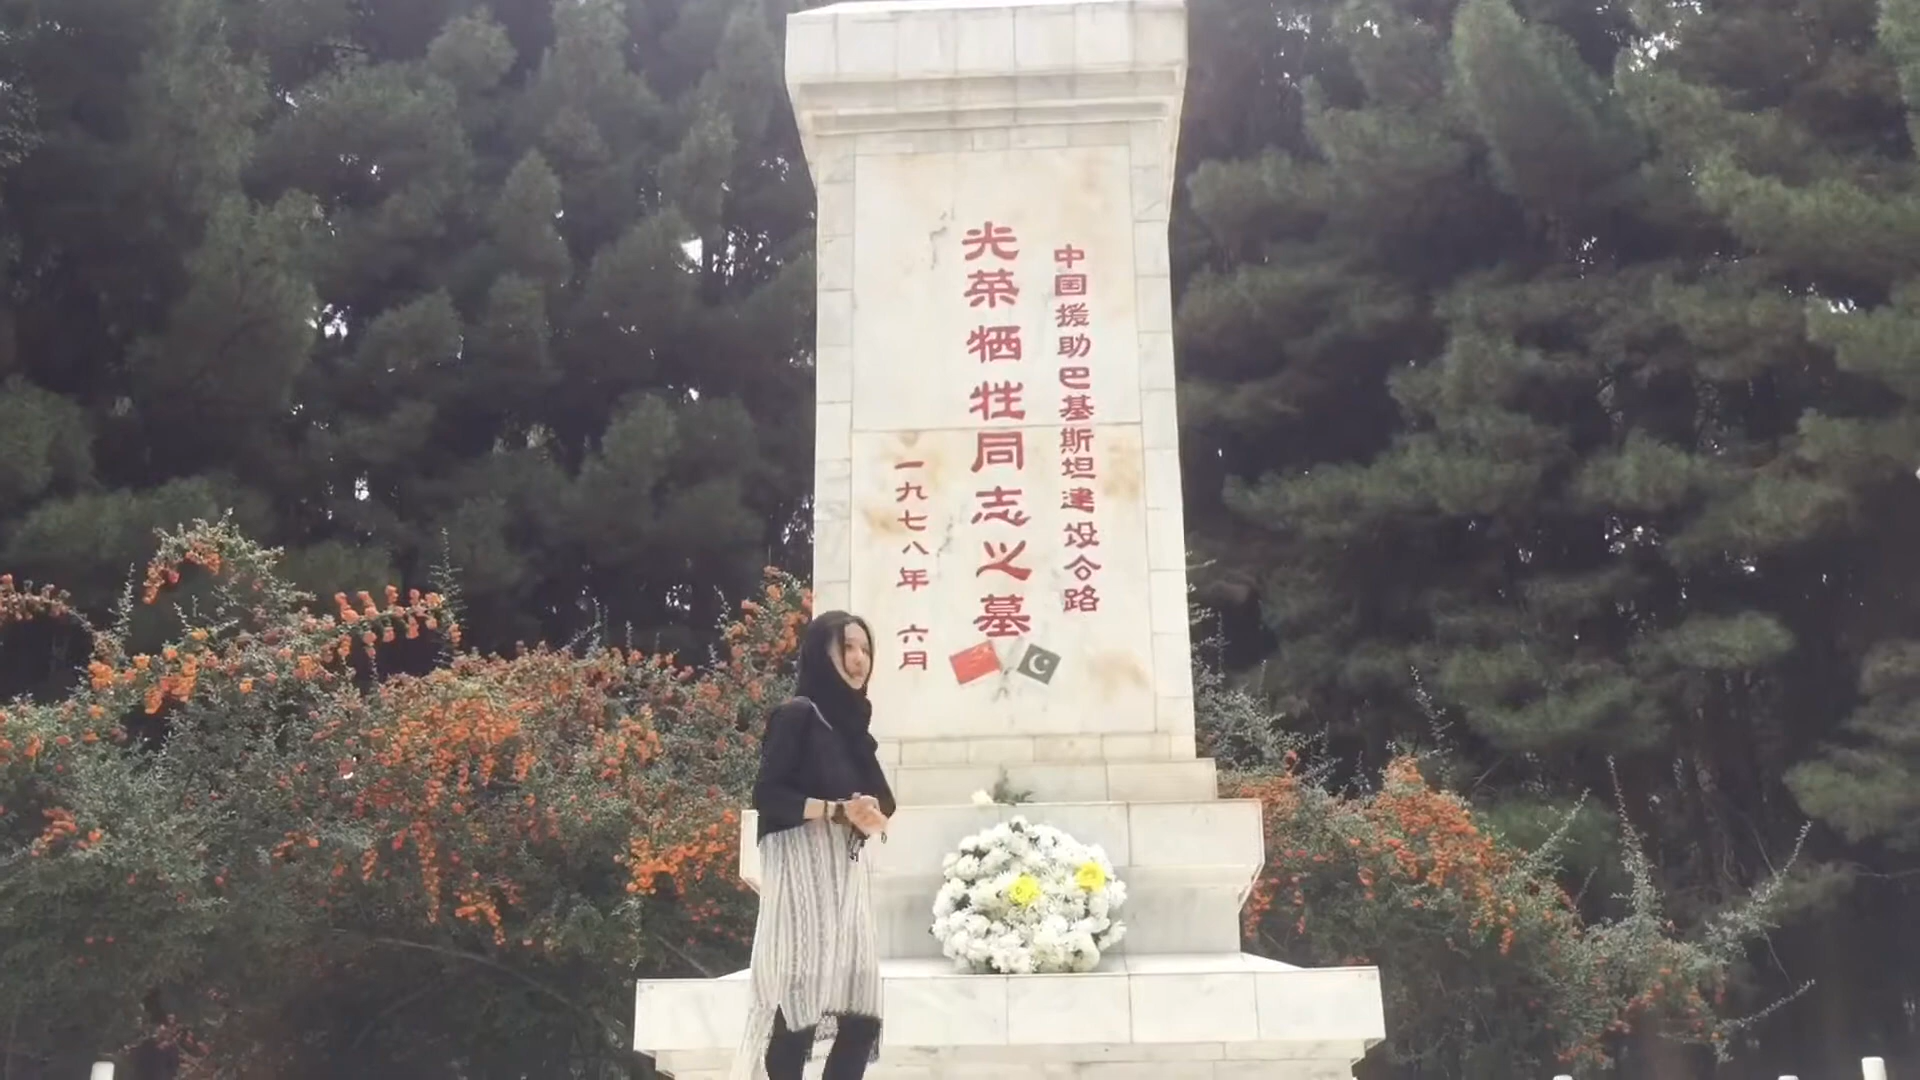 中国援助巴基斯坦建设公路
光荣牺牲同志之墓
一九七八年 六月